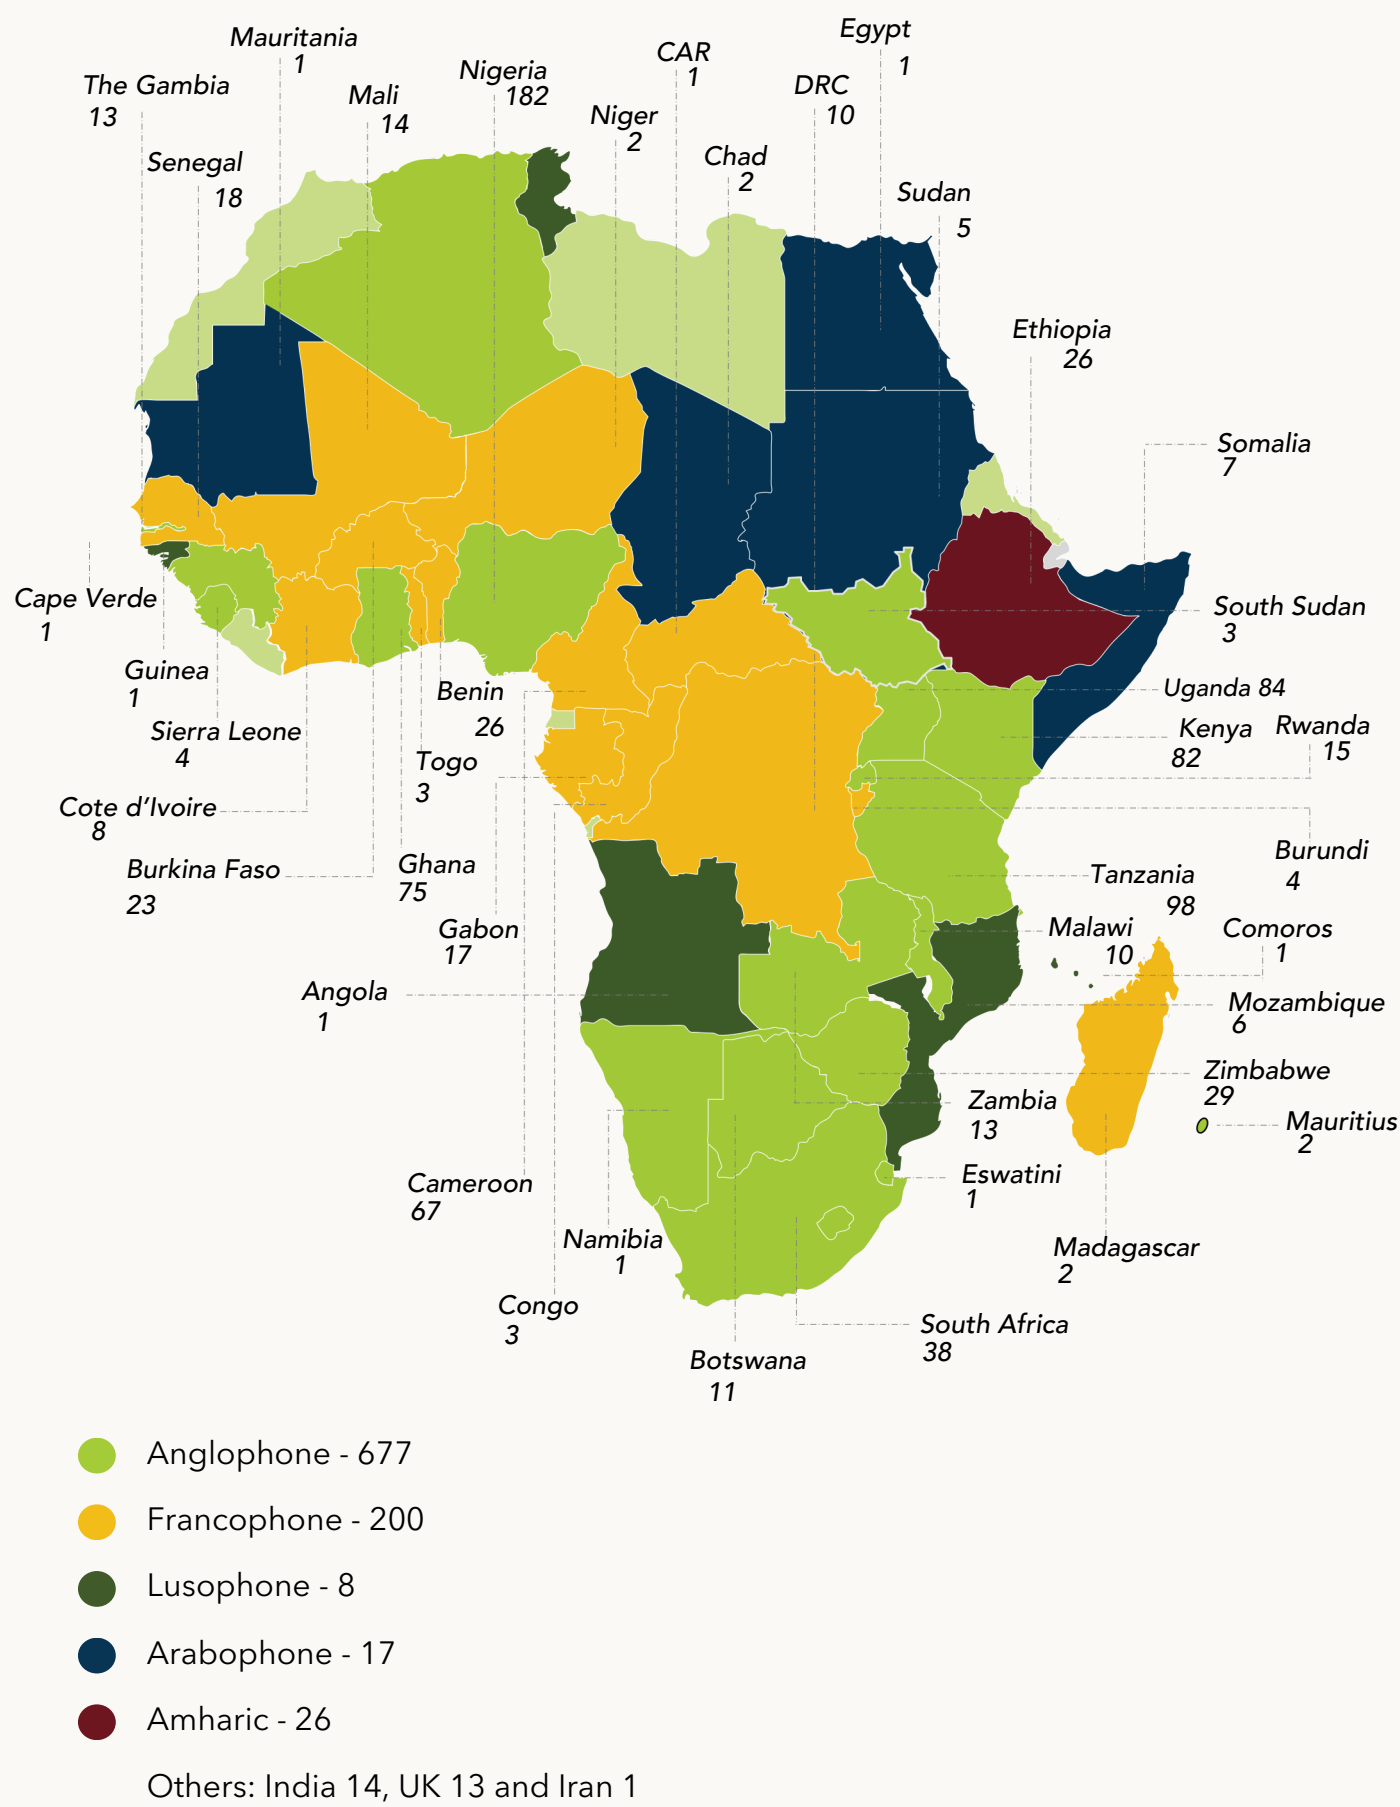 Egypt
1
Mauritania
1
CAR
1
Nigeria
182
The Gambia
13
Mali
14
DRC
10
Niger
2
Chad
2
Senegal
18
Sudan
5
Ethiopia
26
Somalia
7
Cape Verde
1
South Sudan
3
Guinea
1
Benin
26
Uganda 84
Kenya
82
Rwanda
15
Sierra Leone
4
Togo
3
Cote d’Ivoire
8
Burkina Faso
23
Ghana
75
Burundi
4
Tanzania
98
Gabon
17
Malawi
10
Comoros
1
Angola
1
Mozambique
6
Zimbabwe
29
Zambia
13
Mauritius
2
Eswatini
1
Cameroon
67
Namibia
1
Madagascar
2
Congo
3
South Africa
38
Botswana
11
Anglophone - 677
Francophone - 200
Lusophone - 8
Arabophone - 17
Amharic - 26
Others: India 14, UK 13 and Iran 1